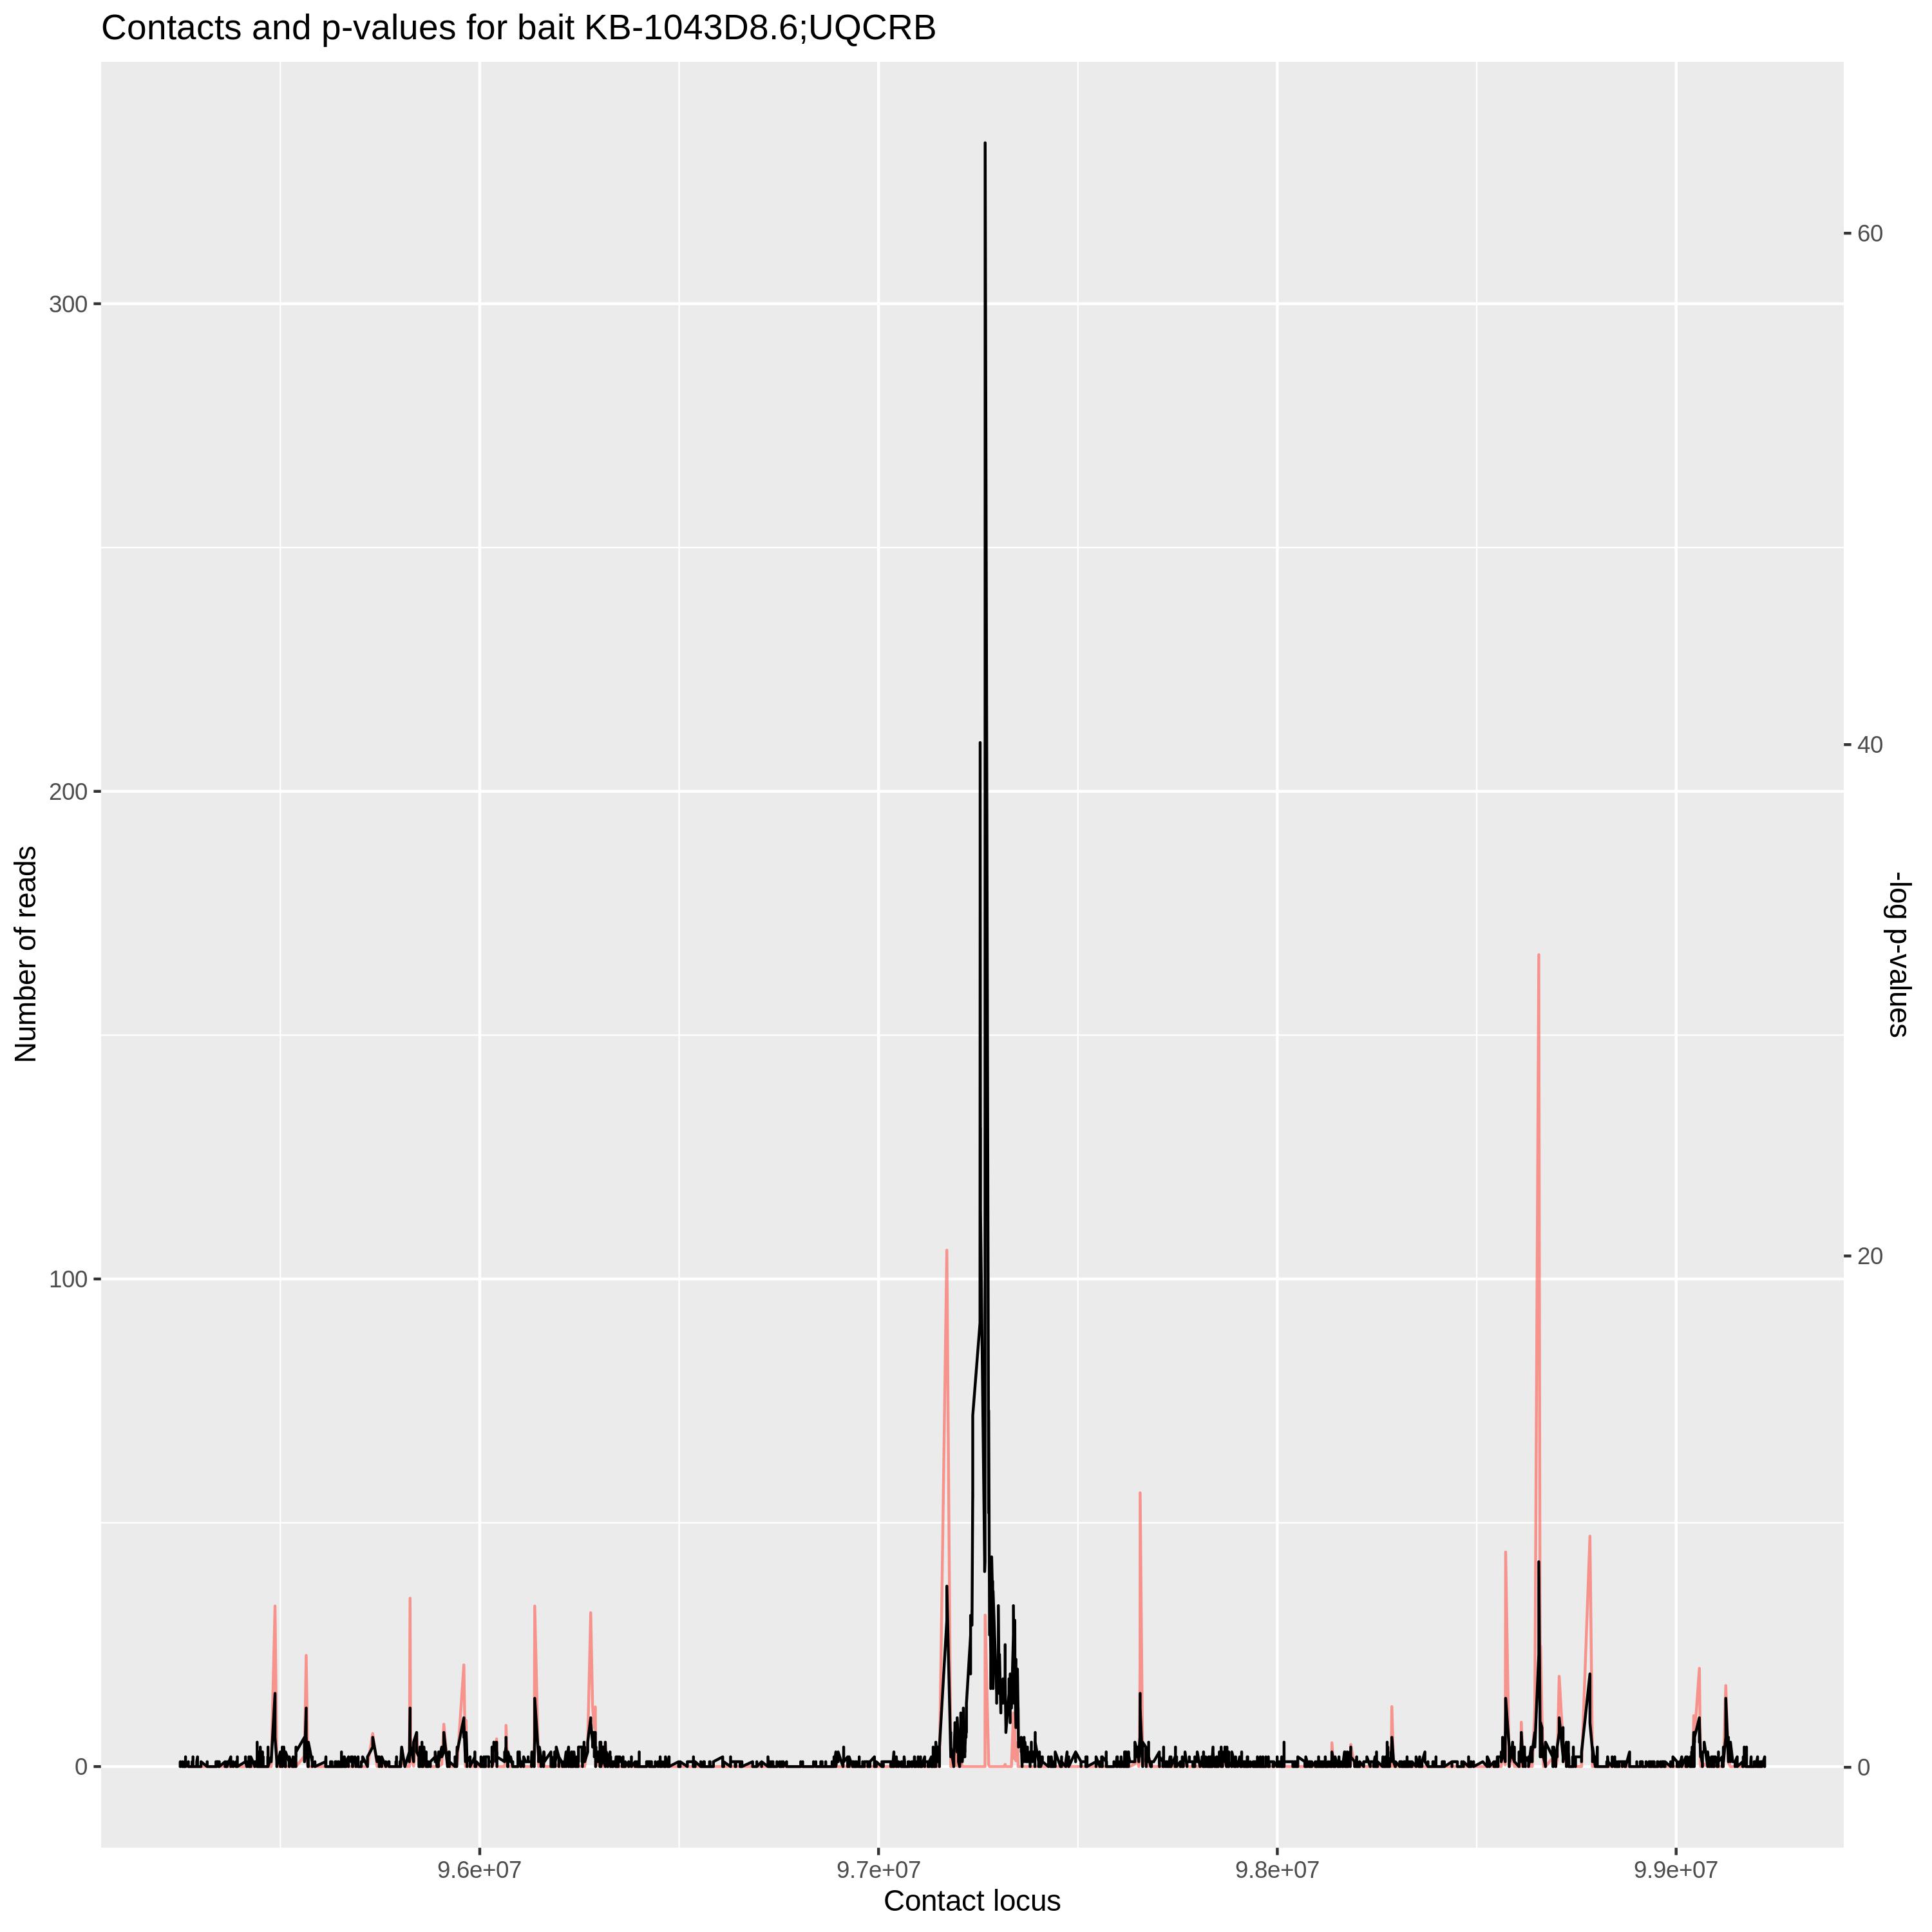 Contacts and p-values for bait KB-1043D8.6;UQCRB
300
200
100
0
Number of reads
60
40
20
0
-log p-values
9.6e+07
9.7e+07
9.8e+07
9.9e+07
Contact locus